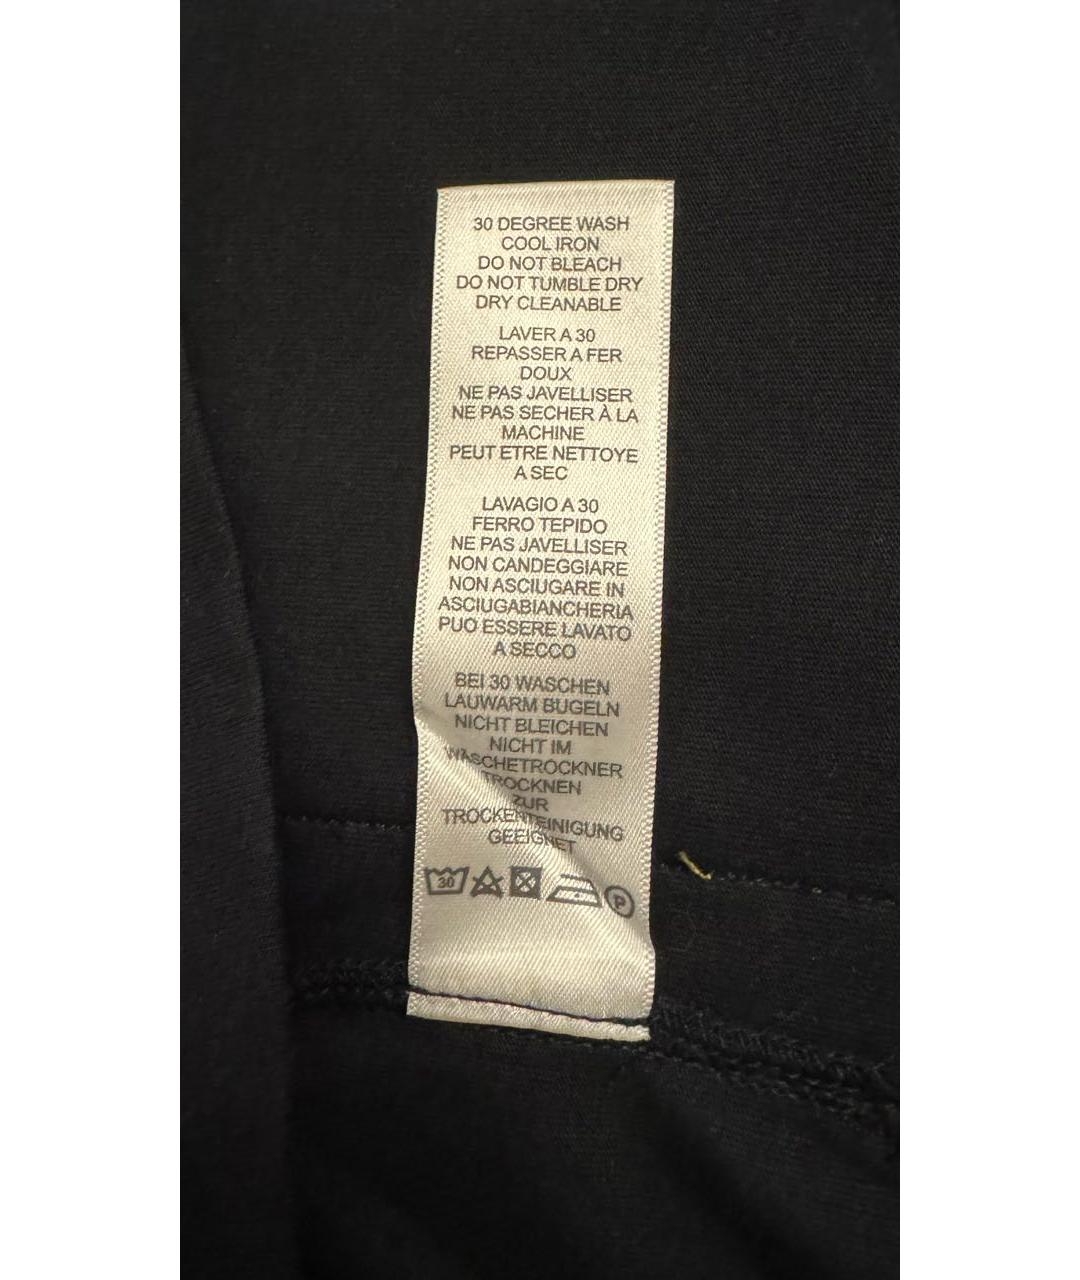 30 DEGREE WASH
COOL IRON
DO NOT BLEACH
DO NOT TUMBLE DRY
DRY CLEANABLE
LAVER A 30
REPASSER A FER
DOUX
NE PAS JAVELLISER
NE PAS SECHER À LA
MACHINE
PEUT ETRE NETTOYE
A SEC
LAVAGIO A 30
FERRO TEPIDO
NE PAS JAVELLISER
NON CANDEGGIARE
NON ASCIUGARE IN
ASCIUGABIANCHERIA
PUO ESSERE LAVATO
A SECCO
BEI 30 WASCHEN
LAUWARM BUGELN
NICHT BLEICHEN
NICHT IM
WASCHETROCKNER
TROCKNEN
ZUR
TROCKENTEINIGUNG
GEEIGNET
30
P